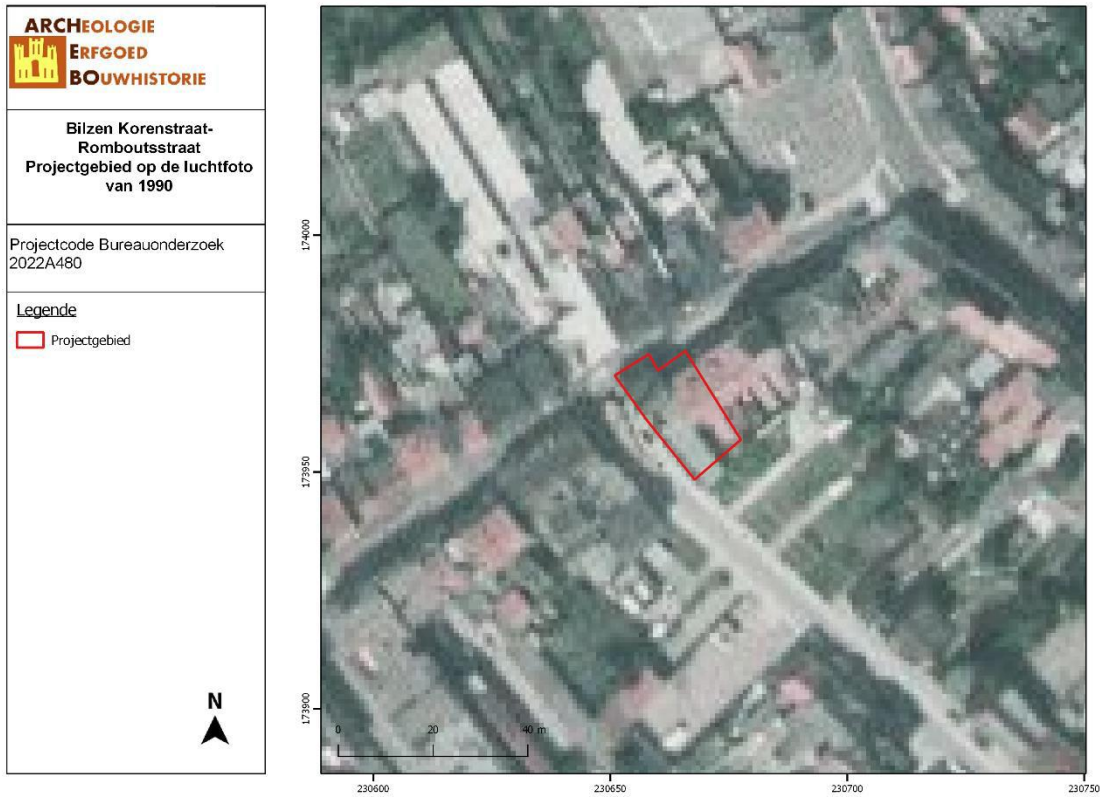 ARCHEOLOGIE
ERFGOED
BOUWHISTORIE
Bilzen Korenstraat-
Romboutsstraat
Projectgebied op de luchtfoto
van 1990
Projectcode Bureauonderzoek
2022A480
Legende
Projectgebied
N
174000
173950
173900
0 20 40 m
230600 230650 230700 230750